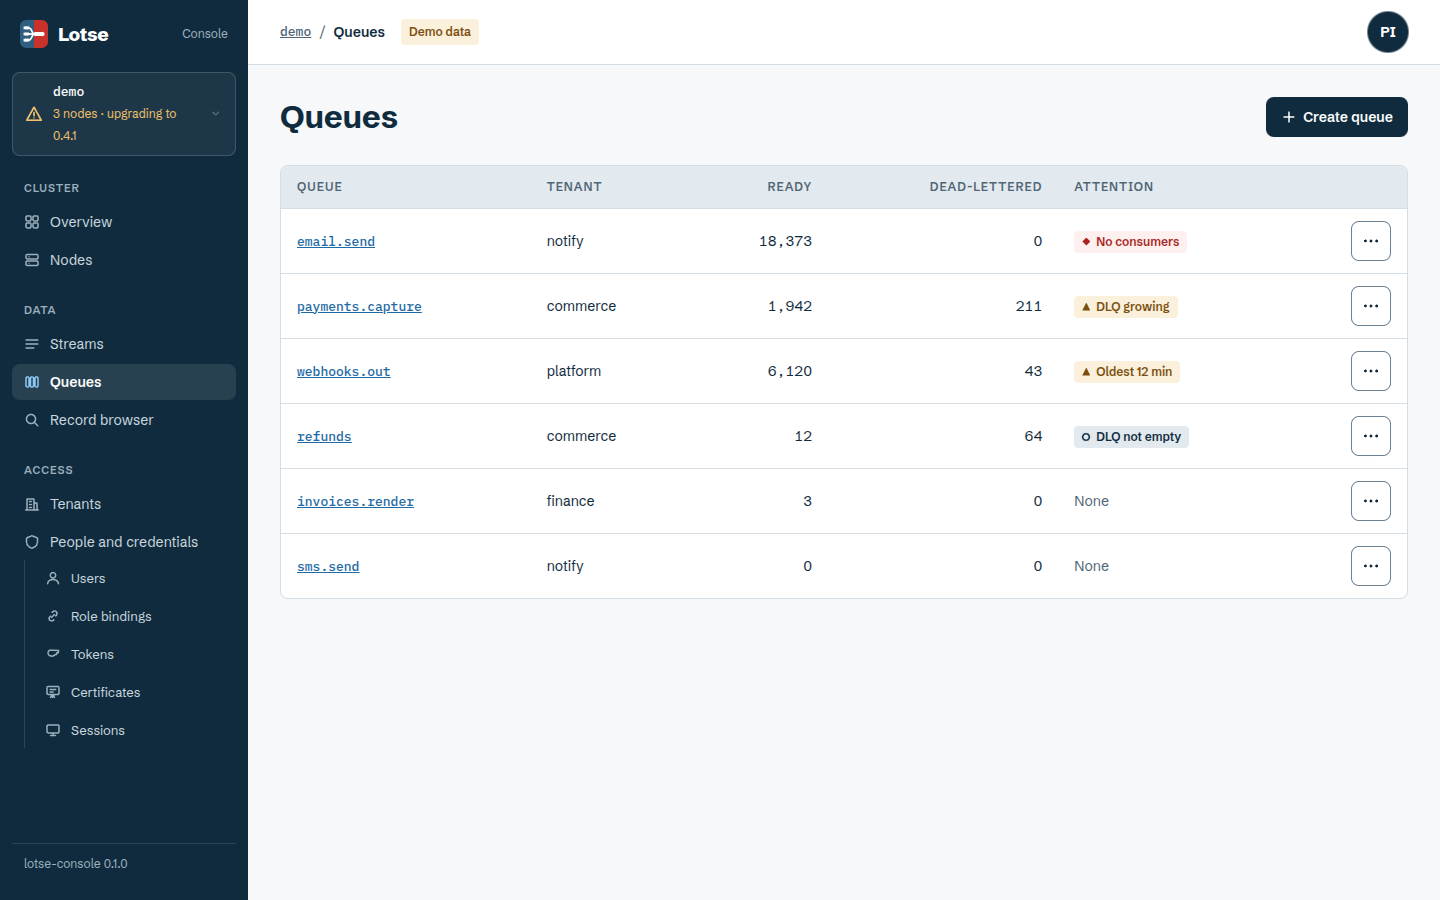 Lotse
Console
demo
3 nodes · upgrading to
0.4.1
CLUSTER
Overview
Nodes
DATA
Streams
Queues
Record browser
ACCESS
Tenants
People and credentials
Users
Role bindings
Tokens
Certificates
Sessions
lotse-console 0.1.0
demo / Queues Demo data
PI
Queues
Create queue
QUEUE TENANT READY DEAD-LETTERED ATTENTION
email.send notify 18,373 0 No consumers
payments.capture commerce 1,942 211 DLQ growing
webhooks.out platform 6,120 43 Oldest 12 min
refunds commerce 12 64 DLQ not empty
invoices.render finance 3 0 None
sms.send notify 0 0 None